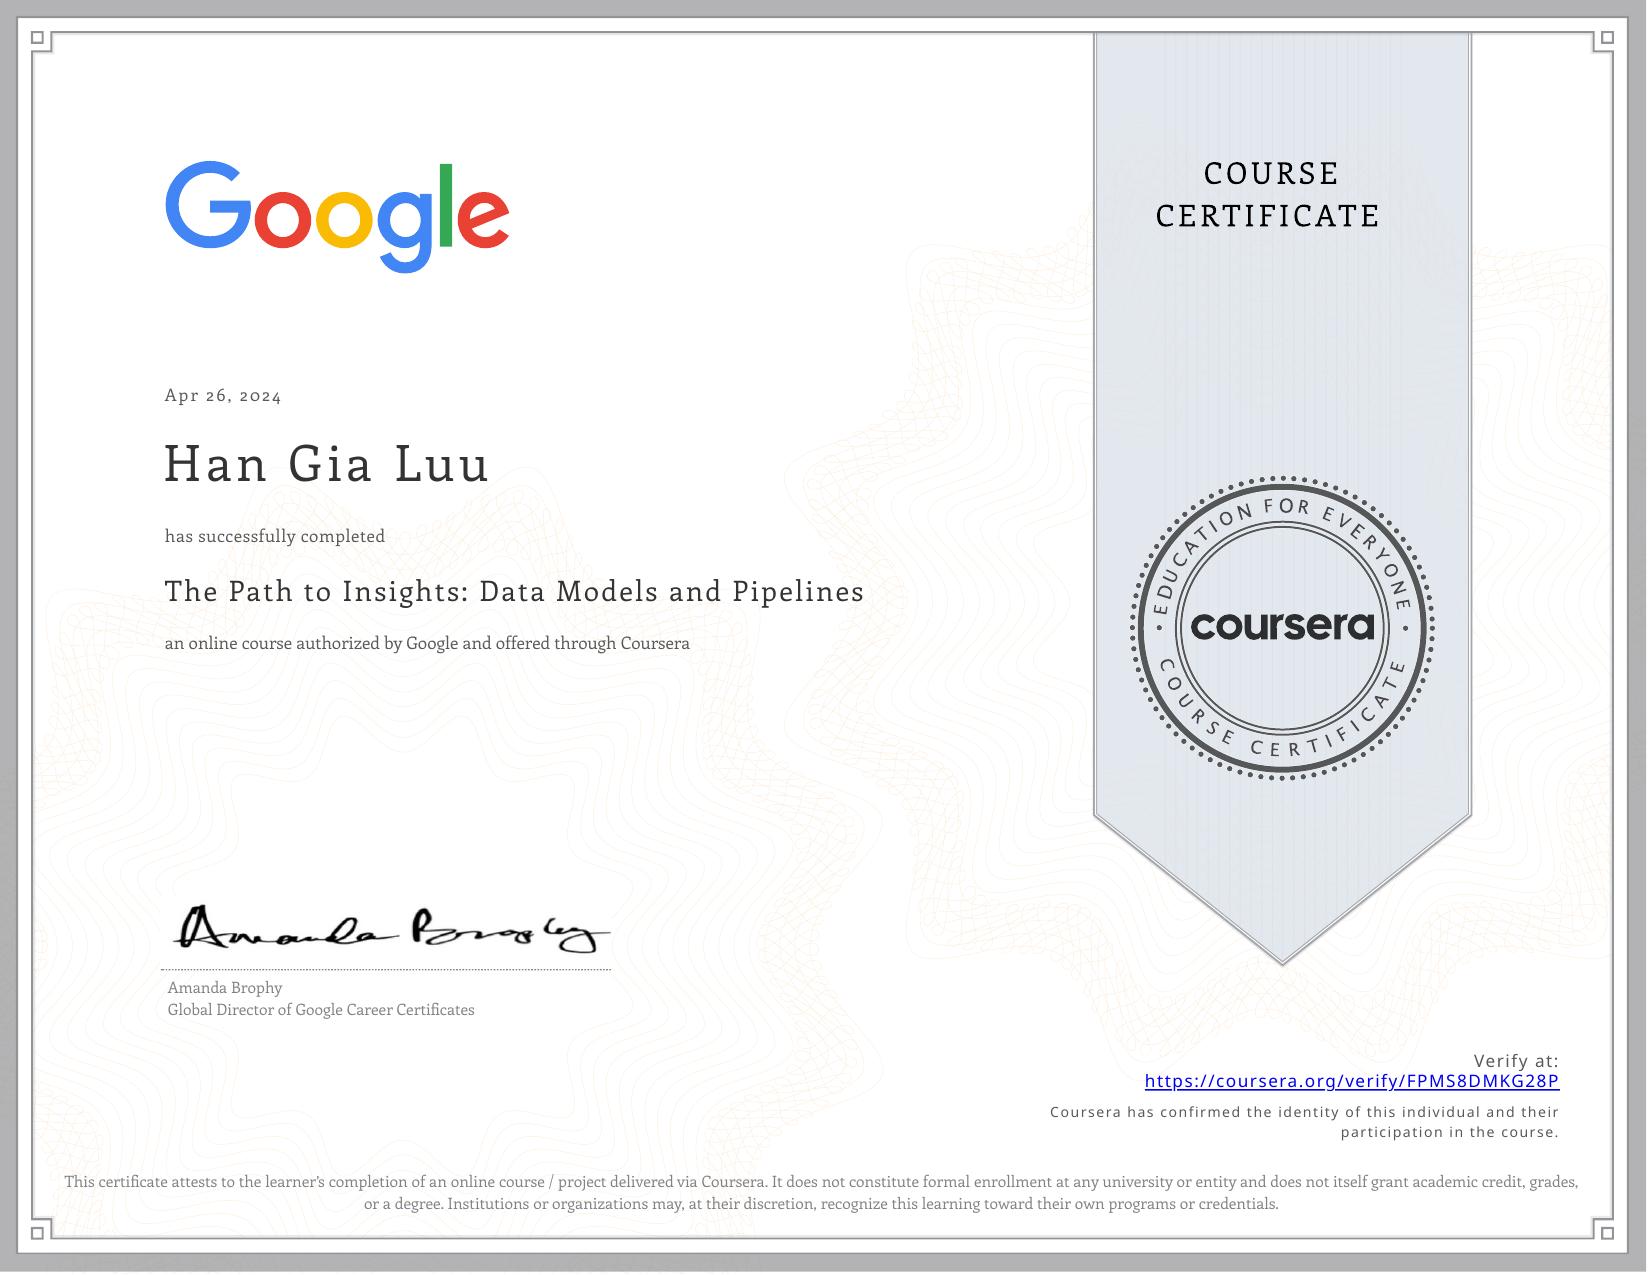 Google
COURSE
CERTIFICATE
Apr 26, 2024
Han Gia Luu
has successfully completed
The Path to Insights: Data Models and Pipelines
an online course authorized by Google and offered through Coursera
EDUCATION FOR EVERYONE
coursera
COURSE CERTIFICATE
Amanda Brophy
Amanda Brophy
Global Director of Google Career Certificates
Verify at:
https://coursera.org/verify/FPMS8DMKG28P
Coursera has confirmed the identity of this individual and their
participation in the course.
This certificate attests to the learner's completion of an online course / project delivered via Coursera. It does not constitute formal enrollment at any university or entity and does not itself grant academic credit, grades,
or a degree. Institutions or organizations may, at their discretion, recognize this learning toward their own programs or credentials.